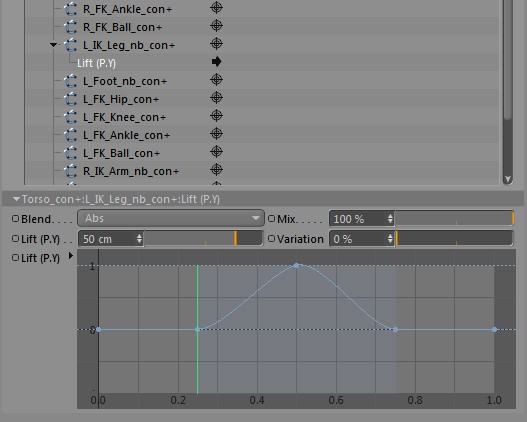 R_FK_Ankle_con+
R_FK_Ball_con+
L_IK_Leg_nb_con+
Lift (P.Y)
L_Foot_nb_con+
L_FK_Hip_con+
L_FK_Knee_con+
L_FK_Ankle_con+
L_FK_Ball_con+
R_IK_Arm_nb_con+
Torso_con+:L_IK_Leg_nb_con+:Lift (P.Y)
Blend. . . . Abs Mix. . . . . 100 %
Lift (P.Y) . . 50 cm Variation 0 %
Lift (P.Y)
1
0
0.0 0.2 0.4 0.6 0.8 1.0